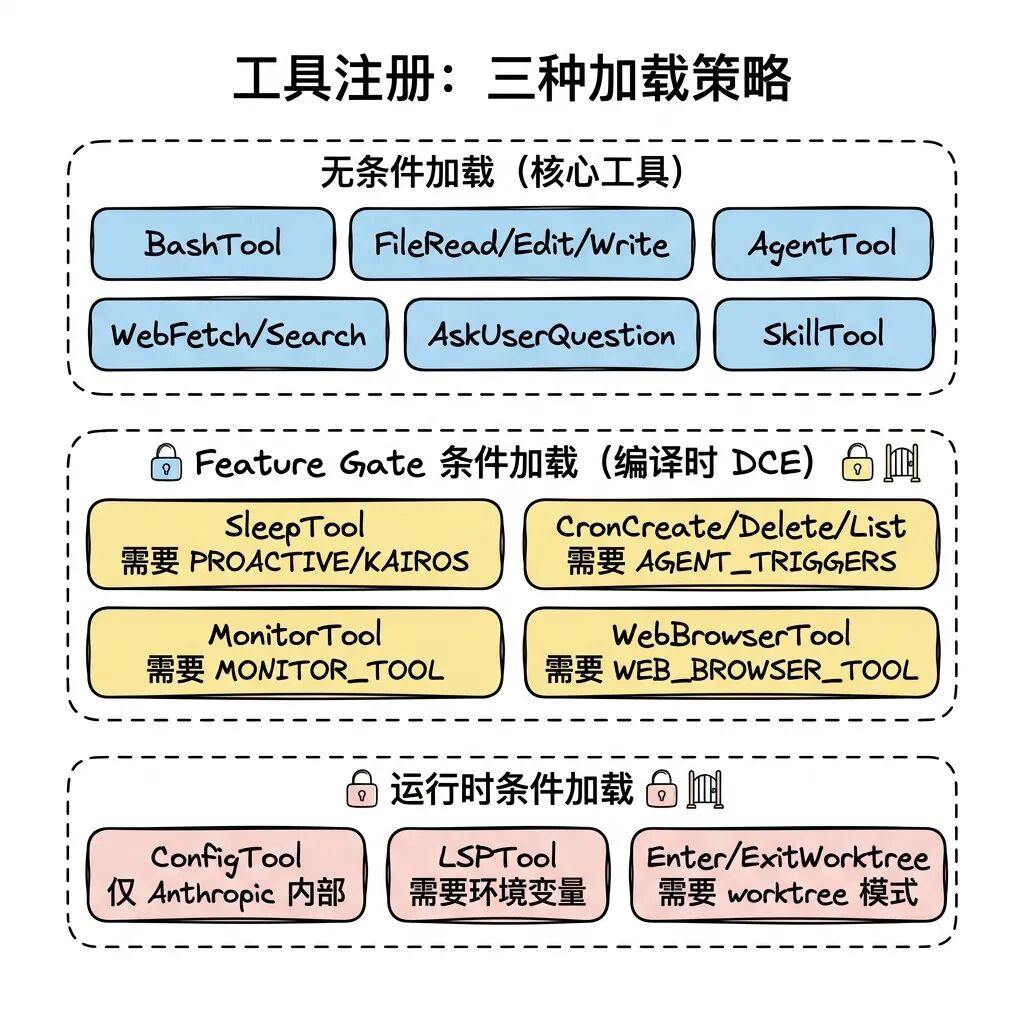 工具注册：三种加载策略
无条件加载（核心工具）
BashTool
FileRead/Edit/Write
AgentTool
WebFetch/Search
AskUserQuestion
SkillTool
Feature Gate 条件加载（编译时 DCE）
SleepTool
需要 PROACTIVE/KAIROS
CronCreate/Delete/List
需要 AGENT_TRIGGERS
MonitorTool
需要 MONITOR_TOOL
WebBrowserTool
需要 WEB_BROWSER_TOOL
运行时条件加载
ConfigTool
仅 Anthropic 内部
LSPTool
需要环境变量
Enter/ExitWorktree
需要 worktree 模式